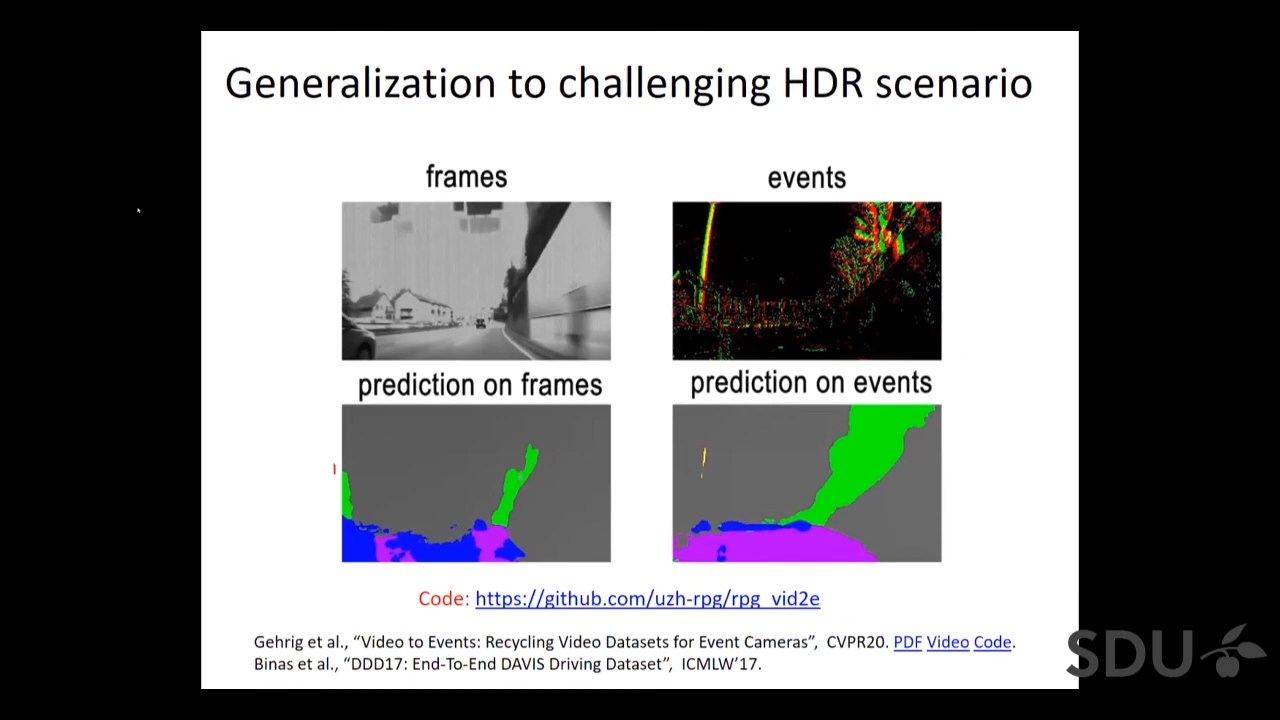 Generalization to challenging HDR scenario
frames
events
prediction on frames
prediction on events
Code: https://github.com/uzh-rpg/rpg_vid2e
Gehrig et al., “Video to Events: Recycling Video Datasets for Event Cameras”, CVPR20. PDF Video Code.
Binas et al., “DDD17: End-To-End DAVIS Driving Dataset”, ICMLW’17.
SDU